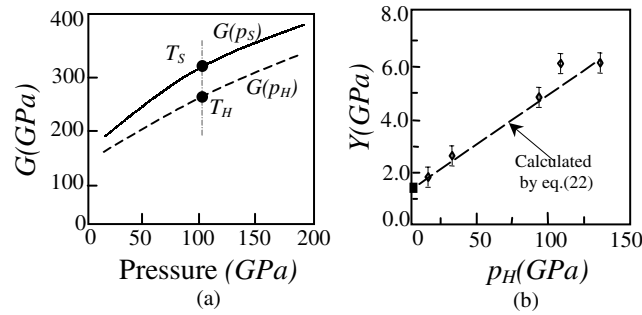 400
300
200
100
0
G(GPa)
T_S
G(p_S)
G(p_H)
T_H
0
50
100
150
200
Pressure (GPa)
(a)
8.0
6.0
4.0
2.0
0.0
Y(GPa)
Calculated
by eq.(22)
0
50
100
150
p_H(GPa)
(b)